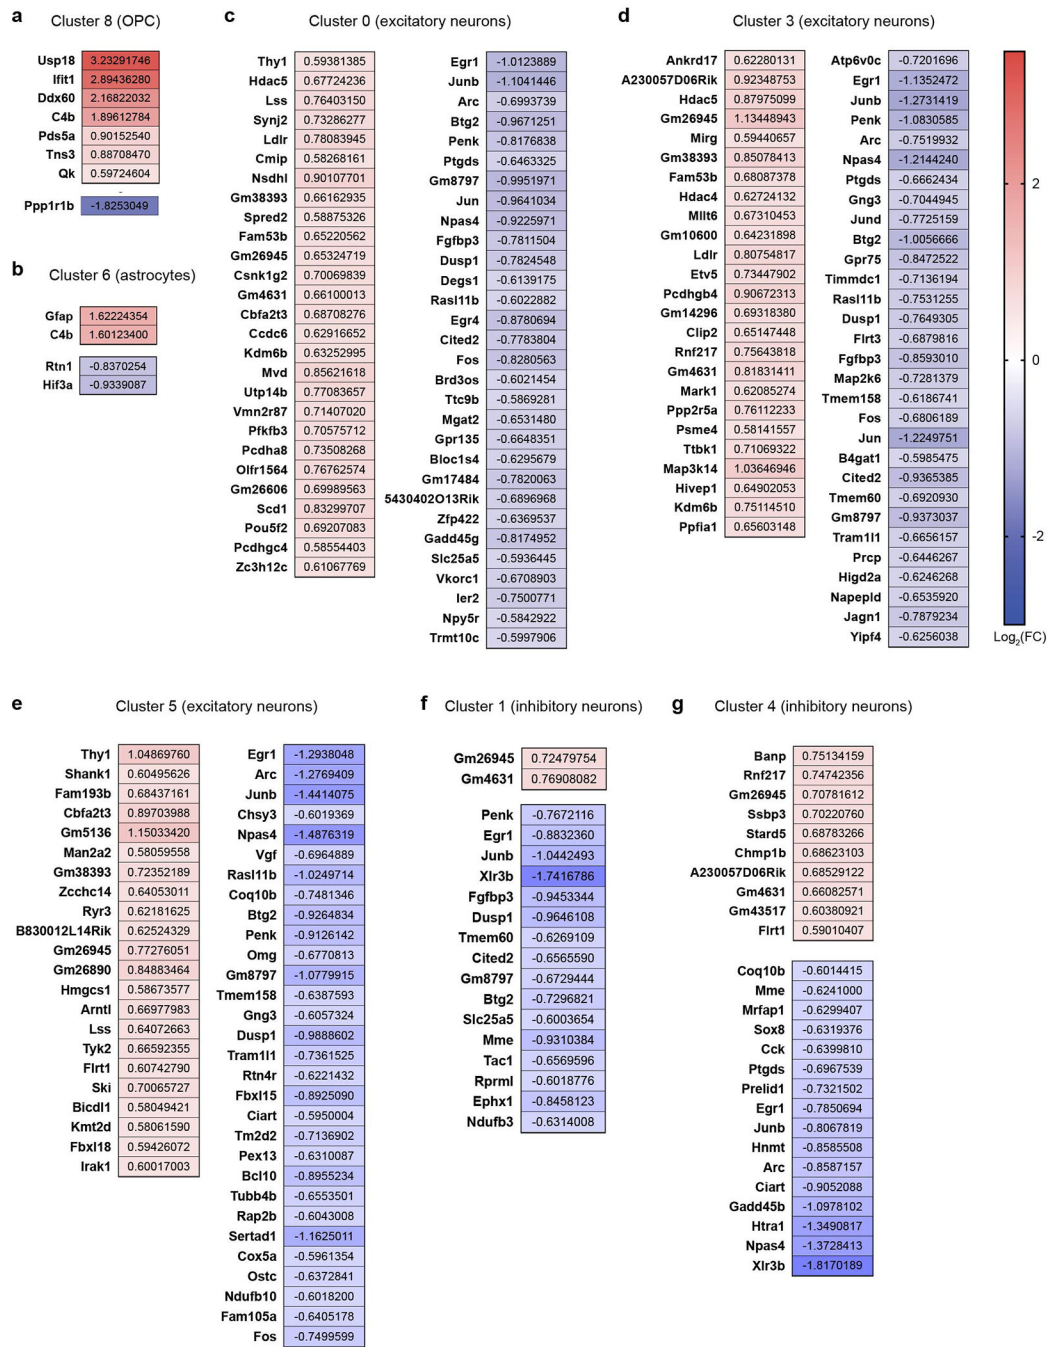 a Cluster 8 (OPC)
Usp18 3.23291746
Ifit1 2.89436280
Ddx60 2.16822032
C4b 1.89612784
Pds5a 0.90152540
Tns3 0.88708470
Qk 0.59724604
-
Ppp1r1b -1.8253049
b Cluster 6 (astrocytes)
Gfap 1.62224354
C4b 1.60123400
Rtn1 -0.8370254
Hif3a -0.9339087
c Cluster 0 (excitatory neurons)
Thy1 0.59381385
Hdac5 0.67724236
Lss 0.76403150
Synj2 0.73286277
Ldlr 0.78083945
Cmip 0.58268161
Nsdhl 0.90107701
Gm38393 0.66162935
Spred2 0.58875326
Fam53b 0.65220562
Gm26945 0.65324719
Csnk1g2 0.70069839
Gm4631 0.66100013
Cbfa2t3 0.68708276
Ccdc6 0.62916652
Kdm6b 0.63252995
Mvd 0.85621618
Utp14b 0.77083657
Vmn2r87 0.71407020
Pfkfb3 0.70575712
Pcdha8 0.73508268
Olfr1564 0.76762574
Gm26606 0.69989563
Scd1 0.83299707
Pou5f2 0.69207083
Pcdhgc4 0.58554403
Zc3h12c 0.61067769
Egr1 -1.0123889
Junb -1.1041446
Arc -0.6993739
Btg2 -0.9671251
Penk -0.8176838
Ptgds -0.6463325
Gm8797 -0.9951971
Jun -0.9641034
Npas4 -0.9225971
Fgfbp3 -0.7811504
Dusp1 -0.7824548
Degs1 -0.6139175
Rasl11b -0.6022882
Egr4 -0.8780694
Cited2 -0.7783804
Fos -0.8280563
Brd3os -0.6021454
Ttc9b -0.5869281
Mgat2 -0.6531480
Gpr135 -0.6648351
Bloc1s4 -0.6295679
Gm17484 -0.7820063
5430402O13Rik -0.6896968
Zfp422 -0.6369537
Gadd45g -0.8174952
Slc25a5 -0.5936445
Vkorc1 -0.6708903
Ier2 -0.7500771
Npy5r -0.5842922
Trmt10c -0.5997906
d Cluster 3 (excitatory neurons)
Ankrd17 0.62280131
A230057D06Rik 0.92348753
Hdac5 0.87975099
Gm26945 1.13448943
Mirg 0.59440657
Gm38393 0.85078413
Fam53b 0.68087378
Hdac4 0.62724132
Mllt6 0.67310453
Gm10600 0.64231898
Ldlr 0.80754817
Etv5 0.73447902
Pcdhgb4 0.90672313
Gm14296 0.69318380
Clip2 0.65147448
Rnf217 0.75643818
Gm4631 0.81831411
Mark1 0.62085274
Ppp2r5a 0.76112233
Psme4 0.58141557
Ttbk1 0.71069322
Map3k14 1.03646946
Hivep1 0.64902053
Kdm6b 0.75114510
Ppfia1 0.65603148
Atp6v0c -0.7201696
Egr1 -1.1352472
Junb -1.2731419
Penk -1.0830585
Arc -0.7519932
Npas4 -1.2144240
Ptgds -0.6662434
Gng3 -0.7044945
Jund -0.7725159
Btg2 -1.0056666
Gpr75 -0.8472522
Timmdc1 -0.7136194
Rasl11b -0.7531255
Dusp1 -0.7649305
Flrt3 -0.6879816
Fgfbp3 -0.8593010
Map2k6 -0.7281379
Tmem158 -0.6186741
Fos -0.6806189
Jun -1.2249751
B4gat1 -0.5985475
Cited2 -0.9365385
Tmem60 -0.6920930
Gm8797 -0.9373037
Tram1l1 -0.6656157
Prcp -0.6446267
Higd2a -0.6246268
Napepld -0.6535920
Jagn1 -0.7879234
Yipf4 -0.6256038
2
0
-2
Log2(FC)
e Cluster 5 (excitatory neurons)
Thy1 1.04869760
Shank1 0.60495626
Fam193b 0.68437161
Cbfa2t3 0.89703988
Gm5136 1.15033420
Man2a2 0.58059558
Gm38393 0.72352189
Zcchc14 0.64053011
Ryr3 0.62181625
B830012L14Rik 0.62524329
Gm26945 0.77276051
Gm26890 0.84883464
Hmgcs1 0.58673577
Arntl 0.66977983
Lss 0.64072663
Tyk2 0.66592355
Flrt1 0.60742790
Ski 0.70065727
Bicdl1 0.58049421
Kmt2d 0.58061590
Fbxl18 0.59426072
Irak1 0.60017003
Egr1 -1.2938048
Arc -1.2769409
Junb -1.4414075
Chsy3 -0.6019369
Npas4 -1.4876319
Vgf -0.6964889
Rasl11b -1.0249714
Coq10b -0.7481346
Btg2 -0.9264834
Penk -0.9126142
Omg -0.6770813
Gm8797 -1.0779915
Tmem158 -0.6387593
Gng3 -0.6057324
Dusp1 -0.9888602
Tram1l1 -0.7361525
Rtn4r -0.6221432
Fbxl15 -0.8925090
Ciart -0.5950004
Tm2d2 -0.7136902
Pex13 -0.6310087
Bcl10 -0.8955234
Tubb4b -0.6553501
Rap2b -0.6043008
Sertad1 -1.1625011
Cox5a -0.5961354
Ostc -0.6372841
Ndufb10 -0.6018200
Fam105a -0.6405178
Fos -0.7499599
f Cluster 1 (inhibitory neurons)
Gm26945 0.72479754
Gm4631 0.76908082
Penk -0.7672116
Egr1 -0.8832360
Junb -1.0442493
Xlr3b -1.7416786
Fgfbp3 -0.9453344
Dusp1 -0.9646108
Tmem60 -0.6269109
Cited2 -0.6566590
Gm8797 -0.6729444
Btg2 -0.7296821
Slc25a5 -0.6003654
Mme -0.9310384
Tac1 -0.6569596
Rprml -0.6018776
Ephx1 -0.8458123
Ndufb3 -0.6314008
g Cluster 4 (inhibitory neurons)
Banp 0.75134159
Rnf217 0.74742356
Gm26945 0.70781612
Ssbp3 0.70220760
Stard5 0.68783266
Chmp1b 0.68623103
A230057D06Rik 0.68529122
Gm4631 0.66082571
Gm43517 0.60380921
Flrt1 0.59010407
Coq10b -0.6014415
Mme -0.6241000
Mrfap1 -0.6299407
Sox8 -0.6319376
Cck -0.6399810
Ptgds -0.6967539
Prelid1 -0.7321502
Egr1 -0.7850694
Junb -0.8067819
Hnmt -0.8585508
Arc -0.8587157
Ciart -0.9052088
Gadd45b -1.0978102
Htra1 -1.3490817
Npas4 -1.3728413
Xlr3b -1.8170189